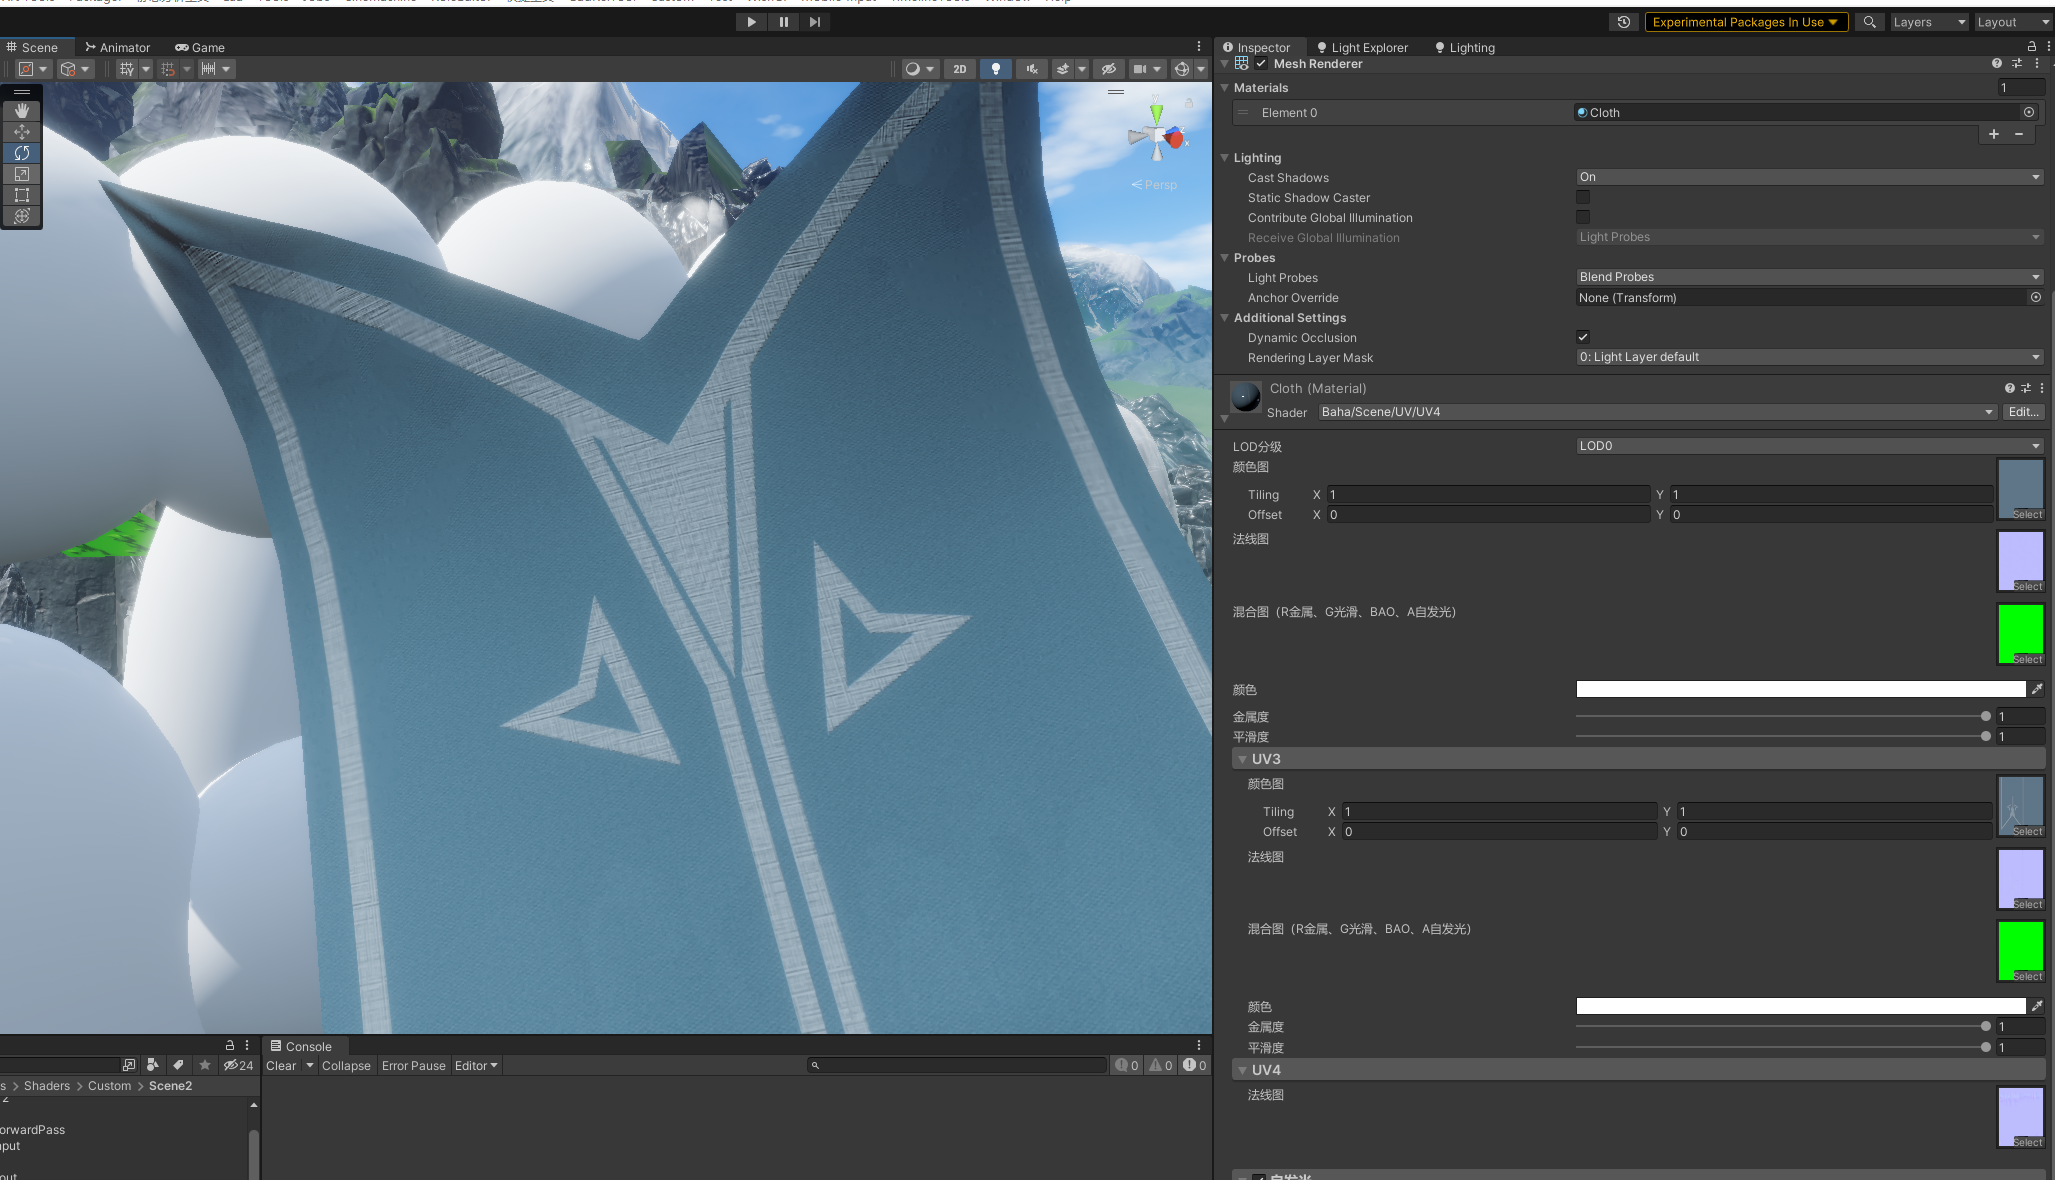 Experimental Packages In Use
Layers
Layout
Scene
Animator
Game
2D
Persp
Inspector
Light Explorer
Lighting
Mesh Renderer
Materials
1
Element 0
Cloth
Lighting
Cast Shadows
On
Static Shadow Caster
Contribute Global Illumination
Receive Global Illumination
Light Probes
Probes
Light Probes
Blend Probes
Anchor Override
None (Transform)
Additional Settings
Dynamic Occlusion
Rendering Layer Mask
0: Light Layer default
Cloth (Material)
Shader
Baha/Scene/UV/UV4
Edit...
LOD分级
LOD0
颜色图
Tiling X 1 Y 1
Offset X 0 Y 0
Select
法线图
Select
混合图（R金属、G光滑、BAO、A自发光）
Select
颜色
金属度 1
平滑度 1
UV3
颜色图
Tiling X 1 Y 1
Offset X 0 Y 0
Select
法线图
Select
混合图（R金属、G光滑、BAO、A自发光）
Select
颜色
金属度 1
平滑度 1
UV4
法线图
Select
24
s > Shaders > Custom > Scene2
orwardPass
Console
Clear
Collapse
Error Pause
Editor
0
0
0